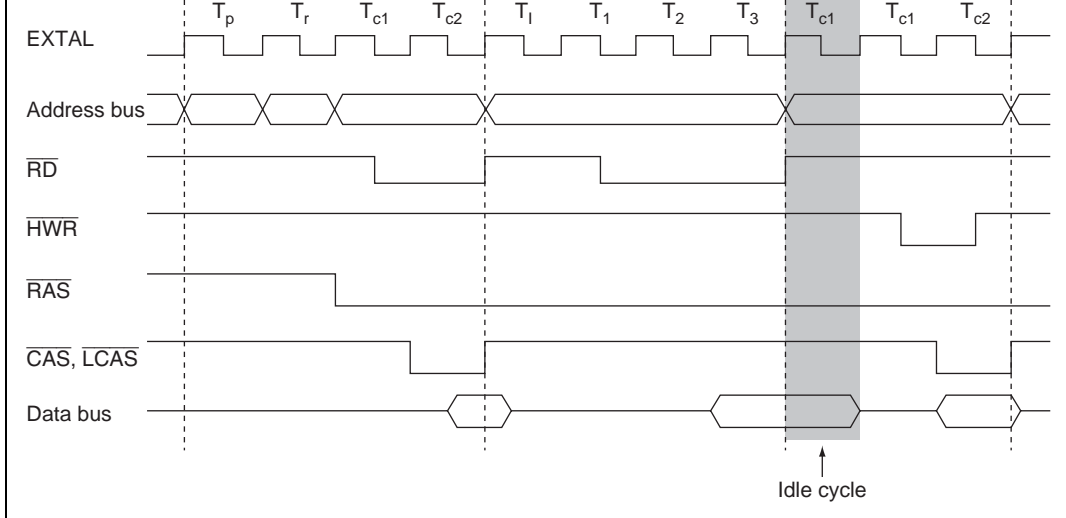 Tp Tr Tc1 Tc2 TI T1 T2 T3 Tc1 Tc1 Tc2
EXTAL
Address bus
RD
HWR
RAS
CAS, LCAS
Data bus
Idle cycle